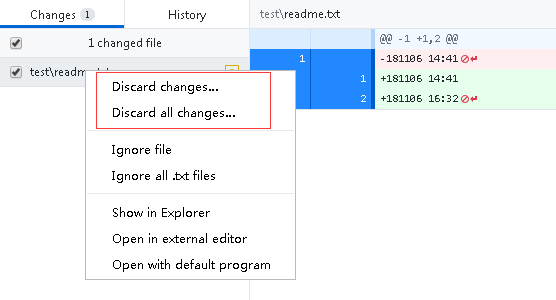 Changes 1
History
test\readme.txt
1 changed file
@@ -1 +1,2 @@
1 -181106 14:41
1 +181106 14:41
2 +181106 16:32
Discard changes...
Discard all changes...
Ignore file
Ignore all .txt files
Show in Explorer
Open in external editor
Open with default program